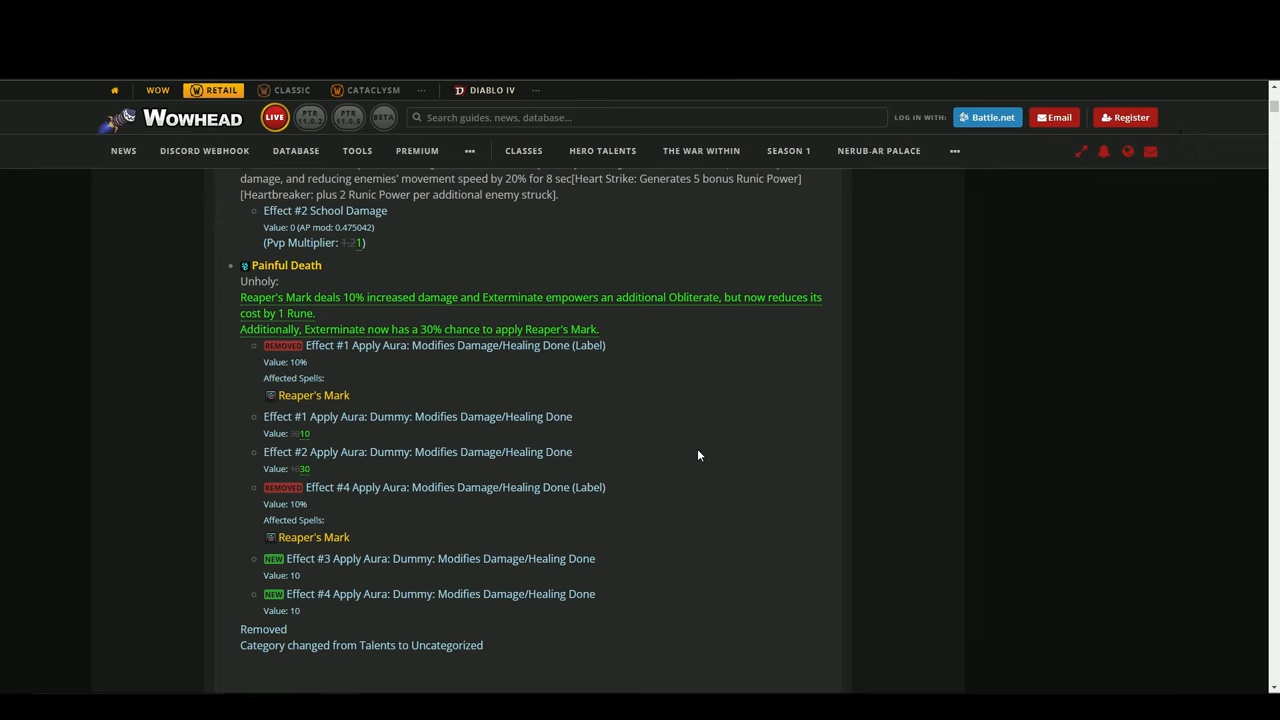 WOW RETAIL CLASSIC CATACLYSM ... DIABLO IV ...
WOWHEAD LIVE PTR 11.0.2 PTR 11.0.5 BETA Search guides, news, database... LOG IN WITH: Battle.net Email Register
NEWS DISCORD WEBHOOK DATABASE TOOLS PREMIUM ... CLASSES HERO TALENTS THE WAR WITHIN SEASON 1 NERUB-AR PALACE ...
damage, and reducing enemies' movement speed by 20% for 8 sec[Heart Strike: Generates 5 bonus Runic Power]
[Heartbreaker: plus 2 Runic Power per additional enemy struck].
Effect #2 School Damage
Value: 0 (AP mod: 0.475042)
(Pvp Multiplier: 1.21)
Painful Death
Unholy:
Reaper's Mark deals 10% increased damage and Exterminate empowers an additional Obliterate, but now reduces its
cost by 1 Rune.
Additionally, Exterminate now has a 30% chance to apply Reaper's Mark.
REMOVED Effect #1 Apply Aura: Modifies Damage/Healing Done (Label)
Value: 10%
Affected Spells:
Reaper's Mark
Effect #1 Apply Aura: Dummy: Modifies Damage/Healing Done
Value: 10
Effect #2 Apply Aura: Dummy: Modifies Damage/Healing Done
Value: 30
REMOVED Effect #4 Apply Aura: Modifies Damage/Healing Done (Label)
Value: 10%
Affected Spells:
Reaper's Mark
NEW Effect #3 Apply Aura: Dummy: Modifies Damage/Healing Done
Value: 10
NEW Effect #4 Apply Aura: Dummy: Modifies Damage/Healing Done
Value: 10
Removed
Category changed from Talents to Uncategorized